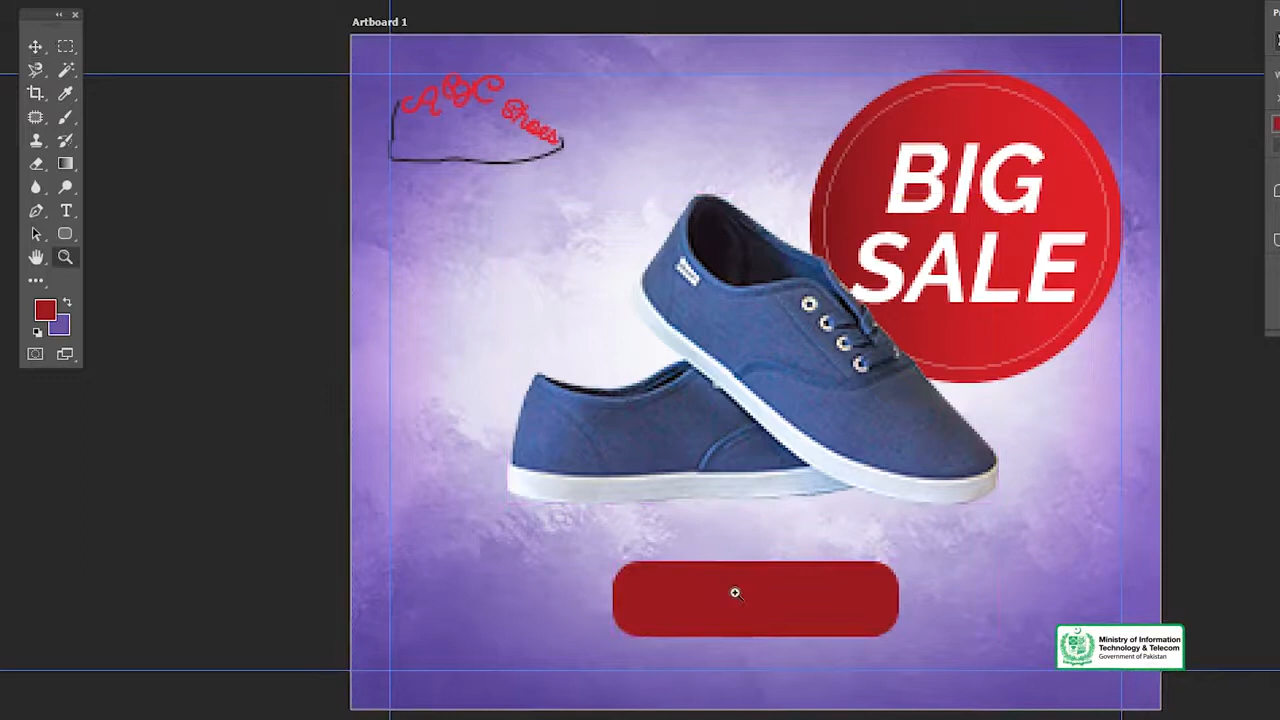 Artboard 1
ABC Shoes
BIG
SALE
Ministry of Information
Technology & Telecom
Government of Pakistan